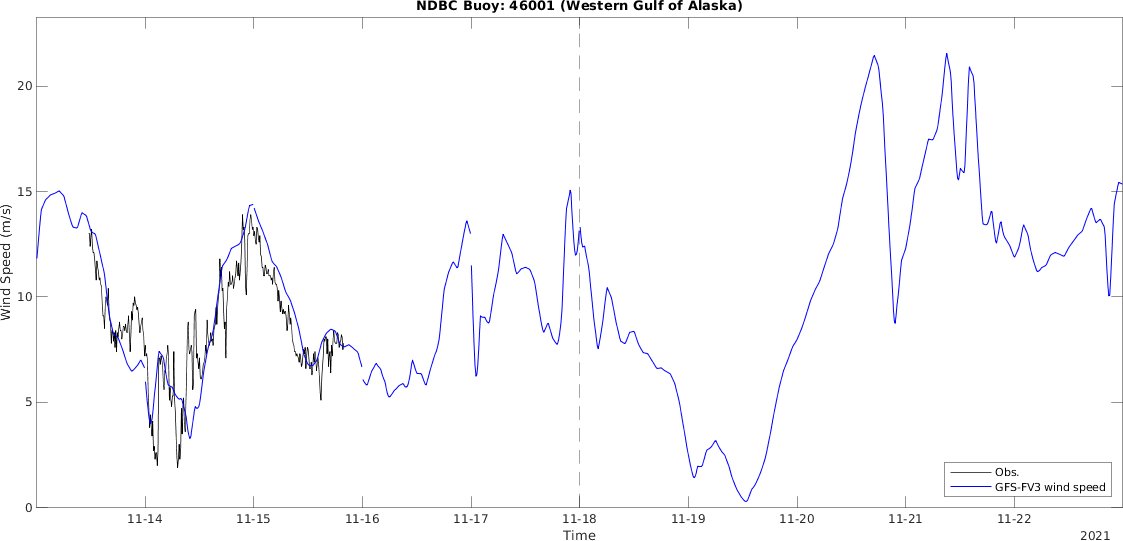 NDBC Buoy: 46001 (Western Gulf of Alaska)
Wind Speed (m/s)
20
15
10
5
0
11-14 11-15 11-16 11-17 11-18 11-19 11-20 11-21 11-22
Time
2021
Obs.
GFS-FV3 wind speed